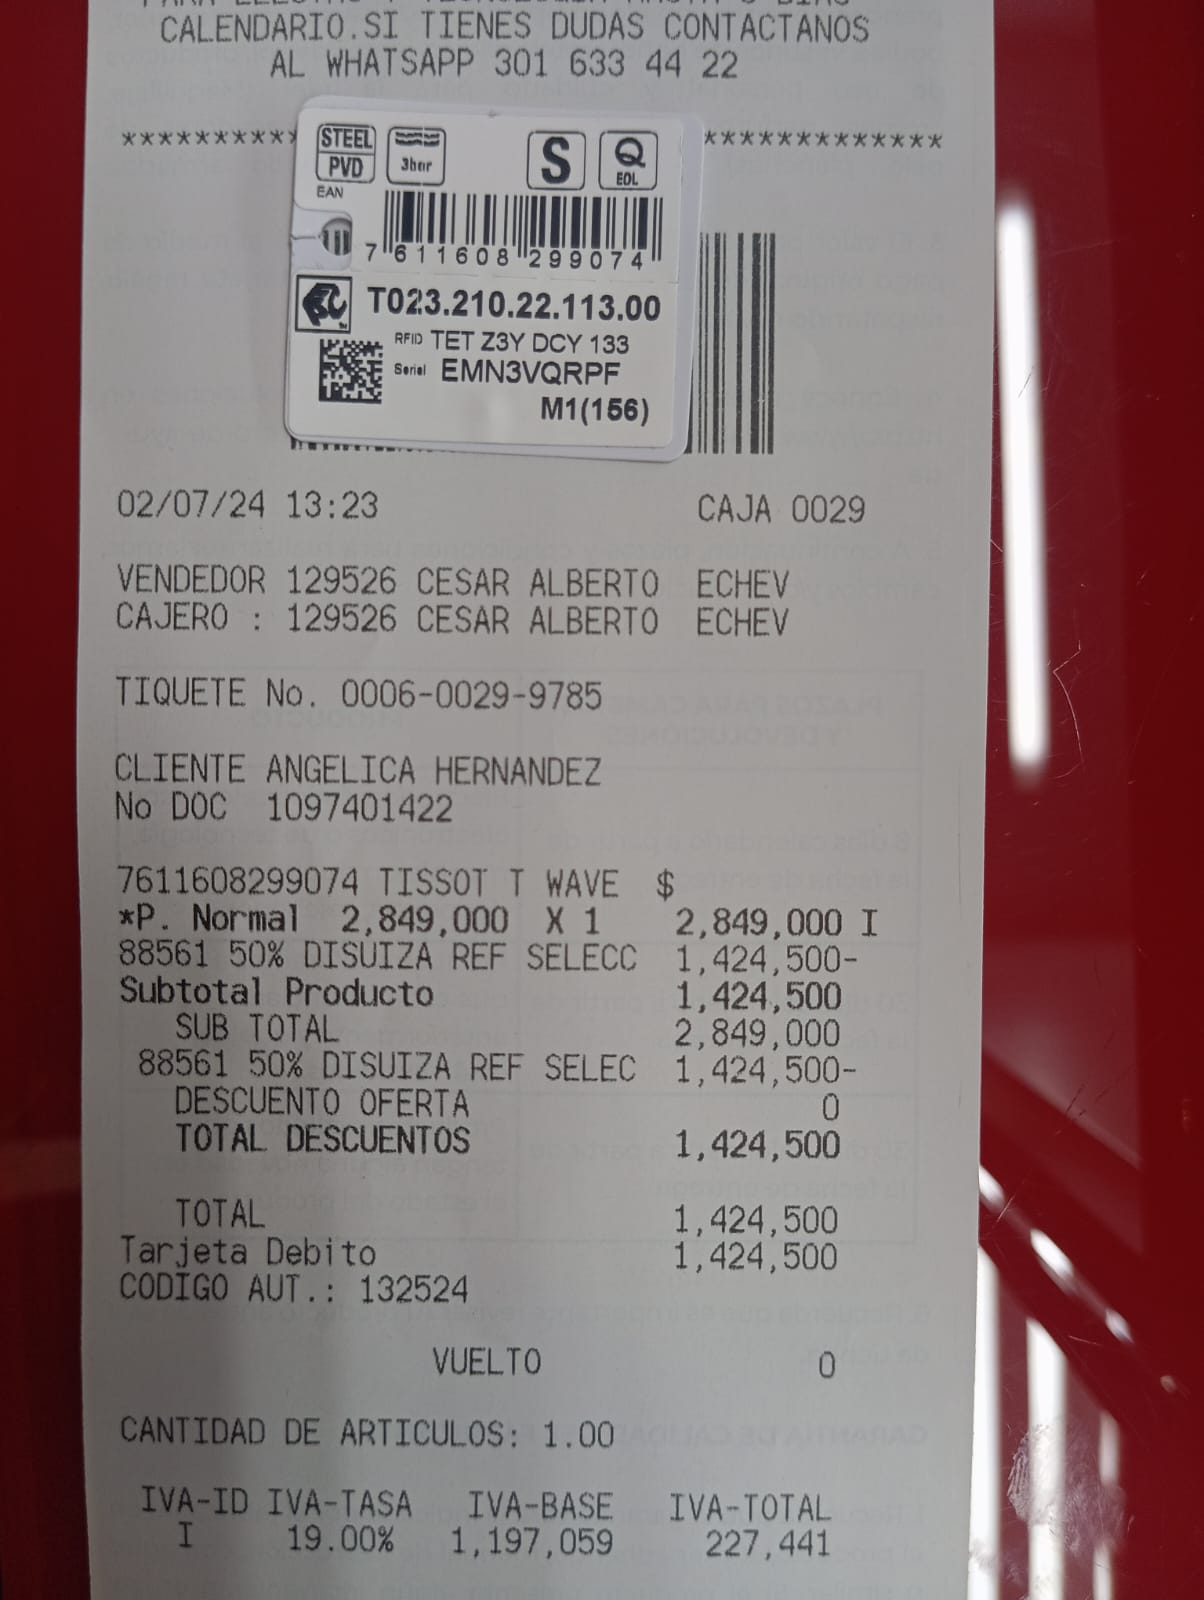 CALENDARIO.SI TIENES DUDAS CONTACTANOS
AL WHATSAPP 301 633 44 22
STEEL
PVD
3bar
S
Q
EOL
EAN
7 611608 299074
T023.210.22.113.00
RFID TET Z3Y DCY 133
Serial EMN3VQRPF
M1(156)
02/07/24 13:23 CAJA 0029
VENDEDOR 129526 CESAR ALBERTO ECHEV
CAJERO : 129526 CESAR ALBERTO ECHEV
TIQUETE No. 0006-0029-9785
CLIENTE ANGELICA HERNANDEZ
No DOC 1097401422
7611608299074 TISSOT T WAVE $
*P. Normal 2,849,000 X 1 2,849,000 I
88561 50% DISUIZA REF SELECC 1,424,500-
Subtotal Producto 1,424,500
SUB TOTAL 2,849,000
88561 50% DISUIZA REF SELEC 1,424,500-
DESCUENTO OFERTA 0
TOTAL DESCUENTOS 1,424,500
TOTAL 1,424,500
Tarjeta Debito 1,424,500
CODIGO AUT.: 132524
VUELTO 0
CANTIDAD DE ARTICULOS: 1.00
IVA-ID IVA-TASA IVA-BASE IVA-TOTAL
I 19.00% 1,197,059 227,441